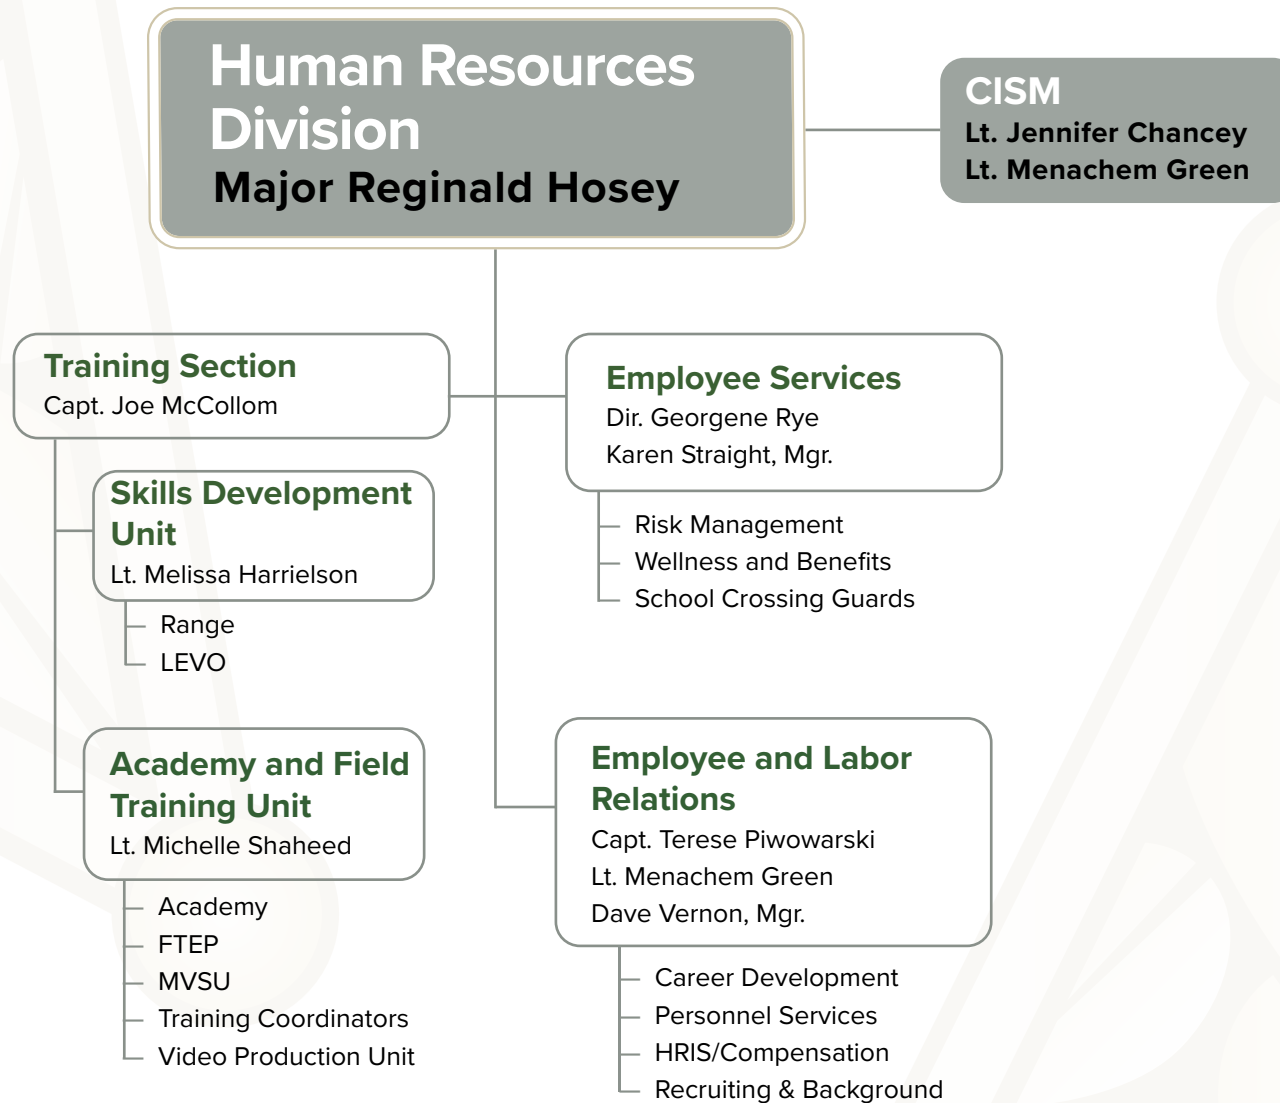 Human Resources
Division
Major Reginald Hosey
CISM
Lt. Jennifer Chancey
Lt. Menachem Green
Training Section
Capt. Joe McCollom
Skills Development
Unit
Lt. Melissa Harrielson
Range
LEVO
Academy and Field
Training Unit
Lt. Michelle Shaheed
Academy
FTEP
MVSU
Training Coordinators
Video Production Unit
Employee Services
Dir. Georgene Rye
Karen Straight, Mgr.
Risk Management
Wellness and Benefits
School Crossing Guards
Employee and Labor
Relations
Capt. Terese Piwowarski
Lt. Menachem Green
Dave Vernon, Mgr.
Career Development
Personnel Services
HRIS/Compensation
Recruiting & Background